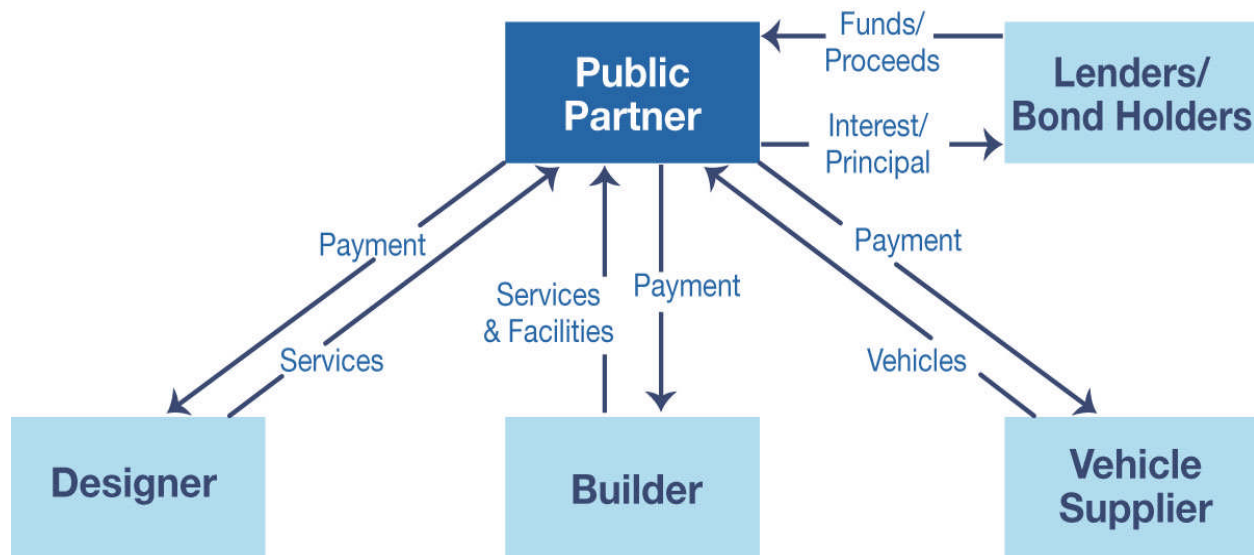 Public
Partner
Funds/
Proceeds
Lenders/
Bond Holders
Interest/
Principal
Payment
Services
Services
& Facilities
Payment
Payment
Vehicles
Designer
Builder
Vehicle
Supplier